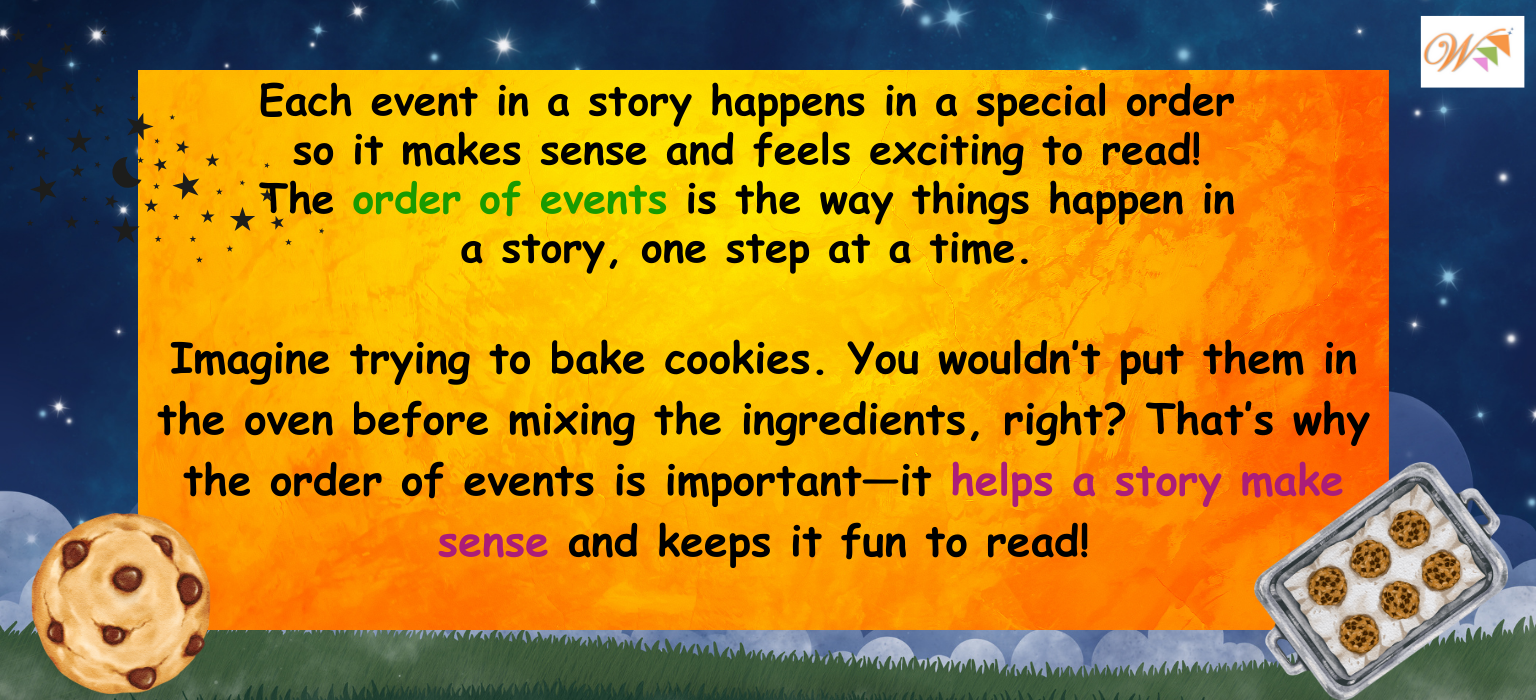 Each event in a story happens in a special order
so it makes sense and feels exciting to read!
The order of events is the way things happen in
a story, one step at a time.
Imagine trying to bake cookies. You wouldn't put them in
the oven before mixing the ingredients, right? That's why
the order of events is important—it helps a story make
sense and keeps it fun to read!